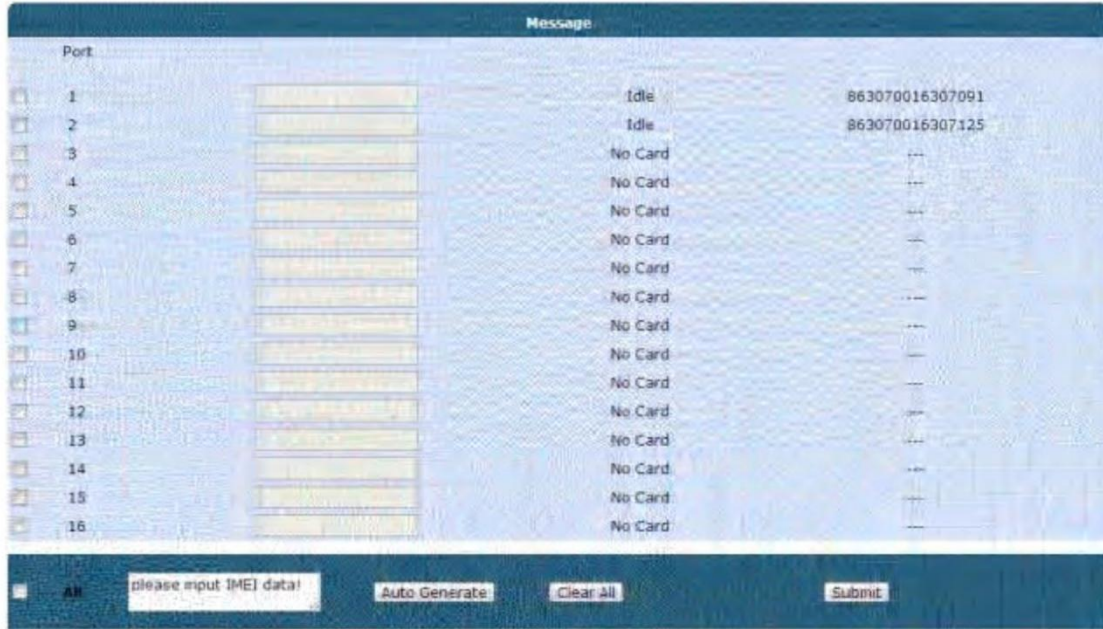 Message
Port
1 Idle 863070016307091
2 Idle 863070016307125
3 No Card ---
4 No Card ---
5 No Card ---
6 No Card ---
7 No Card ---
8 No Card ---
9 No Card ---
10 No Card ---
11 No Card ---
12 No Card ---
13 No Card ---
14 No Card ---
15 No Card ---
16 No Card ---
All please input IMEI data! Auto Generate Clear All Submit